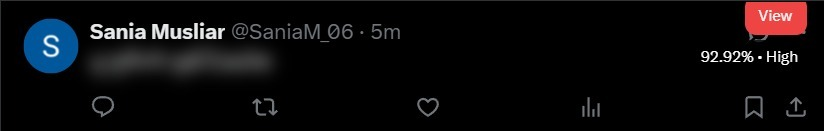 View
S
Sania Musliar @SaniaM_06 · 5m
92.92% • High